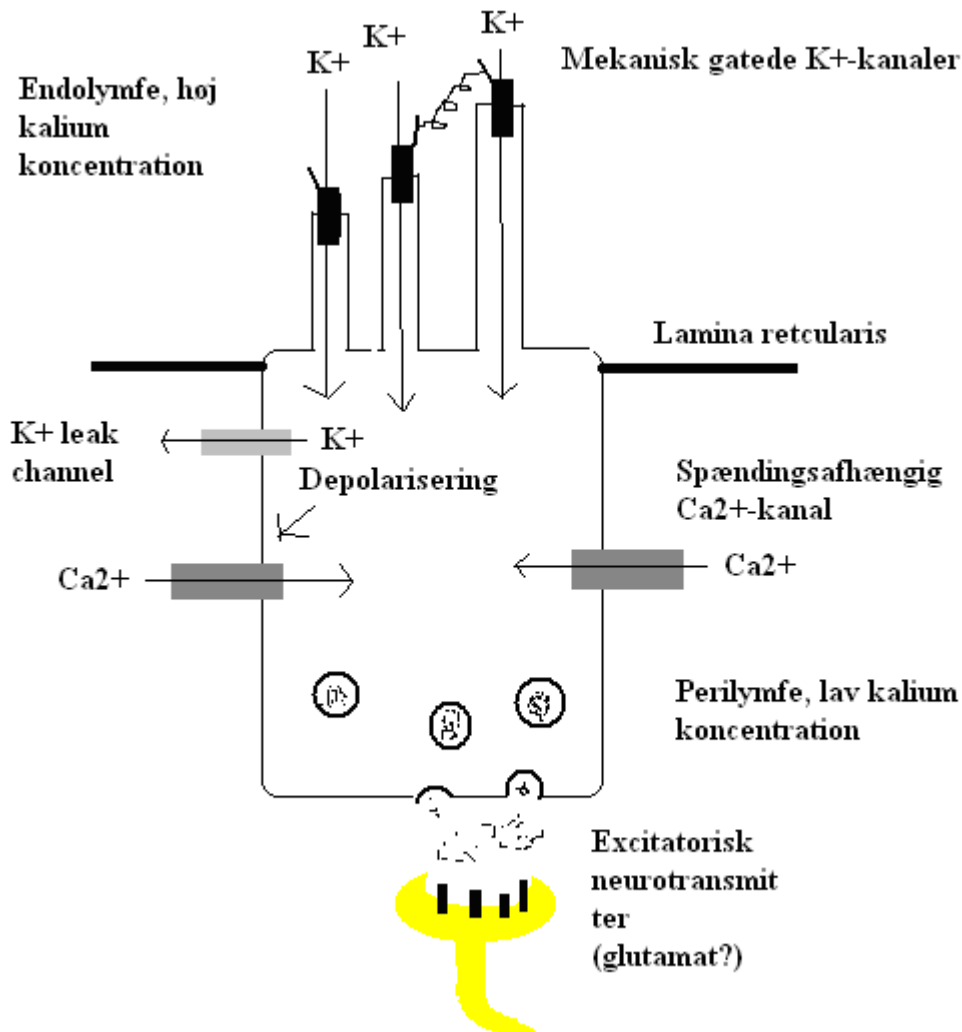 K+
K+
K+
Mekanisk gatede K+-kanaler
Endolymfe, høj
kalium
koncentration
Lamina retcularis
K+ leak
channel
K+
Depolarisering
Spændingsafhængig
Ca2+-kanal
Ca2+
Ca2+
Perilymfe, lav kalium
koncentration
Excitatorisk
neurotransmit
ter
(glutamat?)